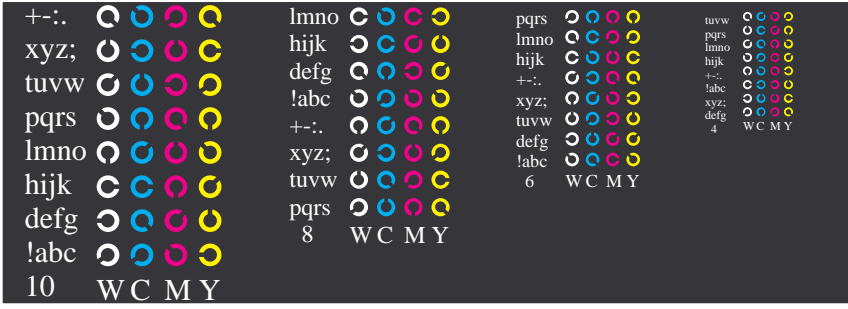 +-:.
xyz;
tuvw
pqrs
lmno
hijk
defg
!abc
10 W C M Y
lmno
hijk
defg
!abc
+-:.
xyz;
tuvw
pqrs
8 W C M Y
pqrs
lmno
hijk
+-:.
xyz;
tuvw
defg
!abc
6 W C M Y
tuvw
pqrs
lmno
hijk
+-:.
!abc
xyz;
defg
4 W C M Y